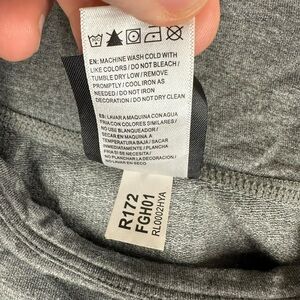 EN: MACHINE WASH COLD WITH
LIKE COLORS / DO NOT BLEACH /
TUMBLE DRY LOW / REMOVE
PROMPTLY / COOL IRON AS
NEEDED / DO NOT IRON
DECORATION / DO NOT DRY CLEAN
ES: LAVAR A MAQUINA CON AGUA
FRIA CON COLORES SIMILARES /
NO USE BLANQUEADOR /
SECAR EN MAQUINA A
TEMPERATURA BAJA / SACAR
INMEDIATAMENTE / PLANCHA
FRIA SI SE NECESITA /
NO PLANCHAR LA DECORACION /
NO LAVAR EN SECO
R172
FGH01
RL0002HYA